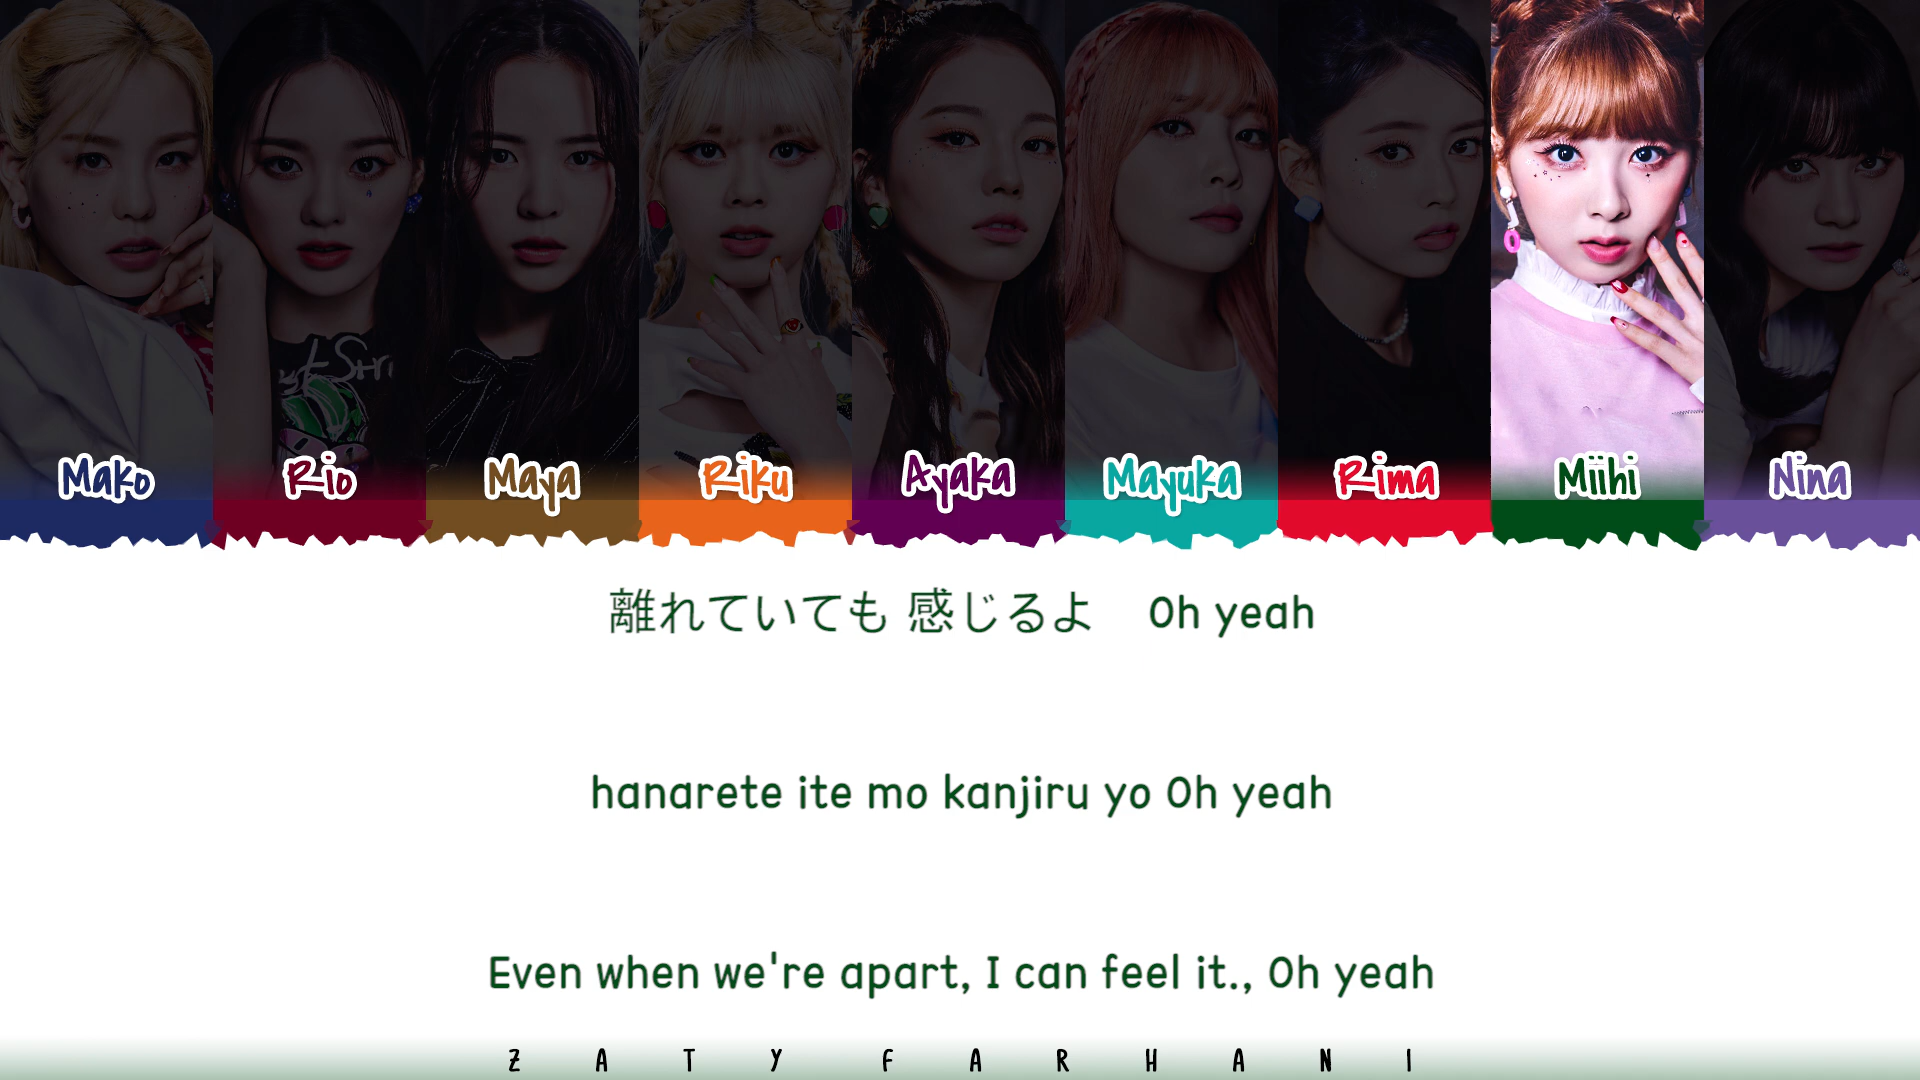 Mako Rio Maya Riku Ayaka Mayuka Rima Miihi Nina
離れていても 感じるよ Oh yeah
hanarete ite mo kanjiru yo Oh yeah
Even when we're apart, I can feel it., Oh yeah
ZATY FARHANI